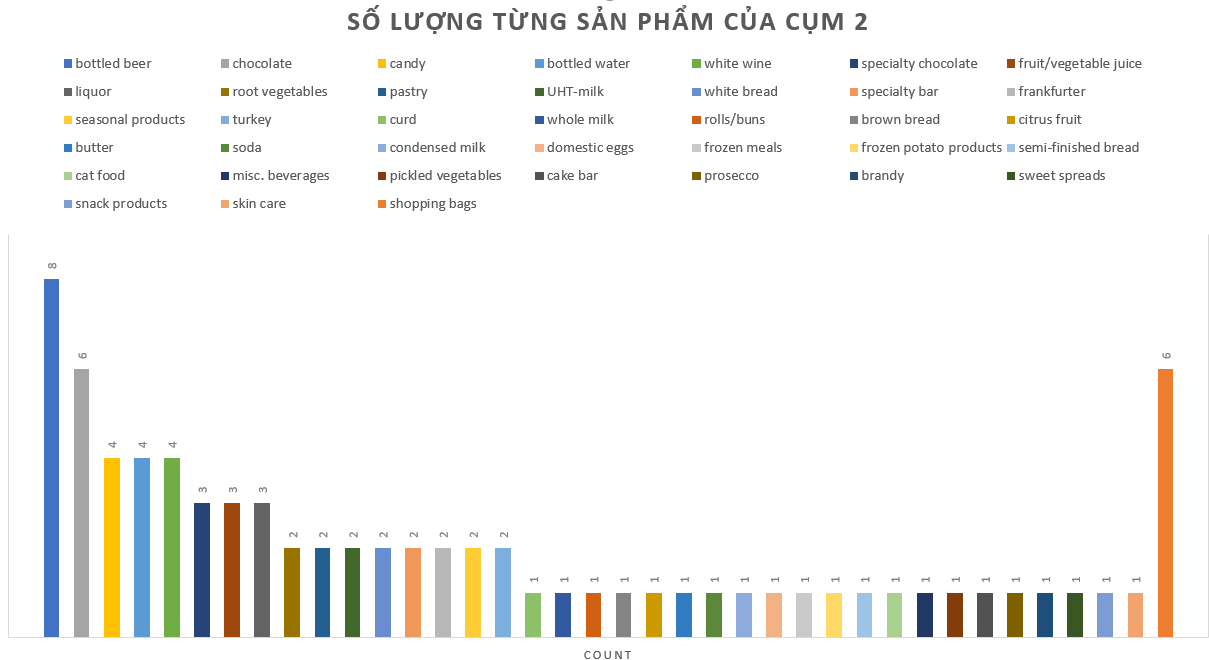 SỐ LƯỢNG TỪNG SẢN PHẨM CỦA CỤM 2
bottled beer chocolate candy bottled water white wine specialty chocolate fruit/vegetable juice
liquor root vegetables pastry UHT-milk white bread specialty bar frankfurter
seasonal products turkey curd whole milk rolls/buns brown bread citrus fruit
butter soda condensed milk domestic eggs frozen meals frozen potato products semi-finished bread
cat food misc. beverages pickled vegetables cake bar prosecco brandy sweet spreads
snack products skin care shopping bags
8 6 4 4 4 3 3 3 2 2 2 2 2 2 2 2 1 1 1 1 1 1 1 1 1 1 1 1 1 1 1 1 1 1 1 1 1 6
COUNT